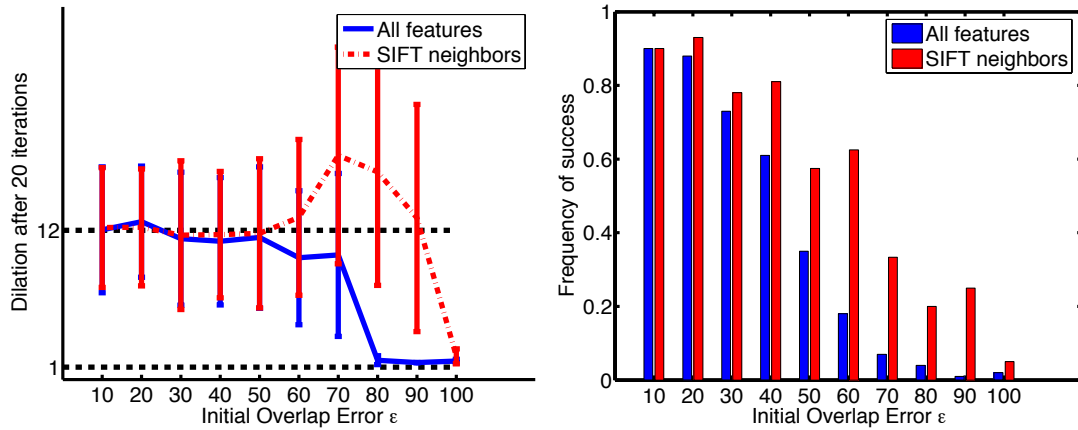 All features
SIFT neighbors
Dilation after 20 iterations
12
1
10 20 30 40 50 60 70 80 90 100
Initial Overlap Error ε
All features
SIFT neighbors
Frequency of success
1
0.8
0.6
0.4
0.2
0
10 20 30 40 50 60 70 80 90 100
Initial Overlap Error ε